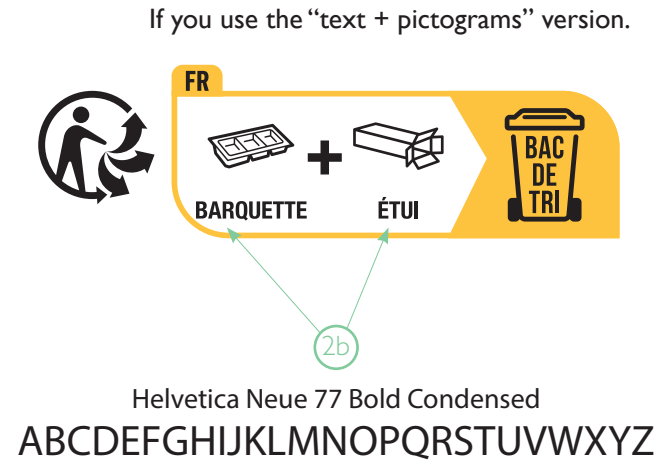 If you use the “text + pictograms” version.
FR
BAC
DE
TRI
BARQUETTE + ÉTUI
2b
Helvetica Neue 77 Bold Condensed
ABCDEFGHIJKLMNOPQRSTUVWXYZ